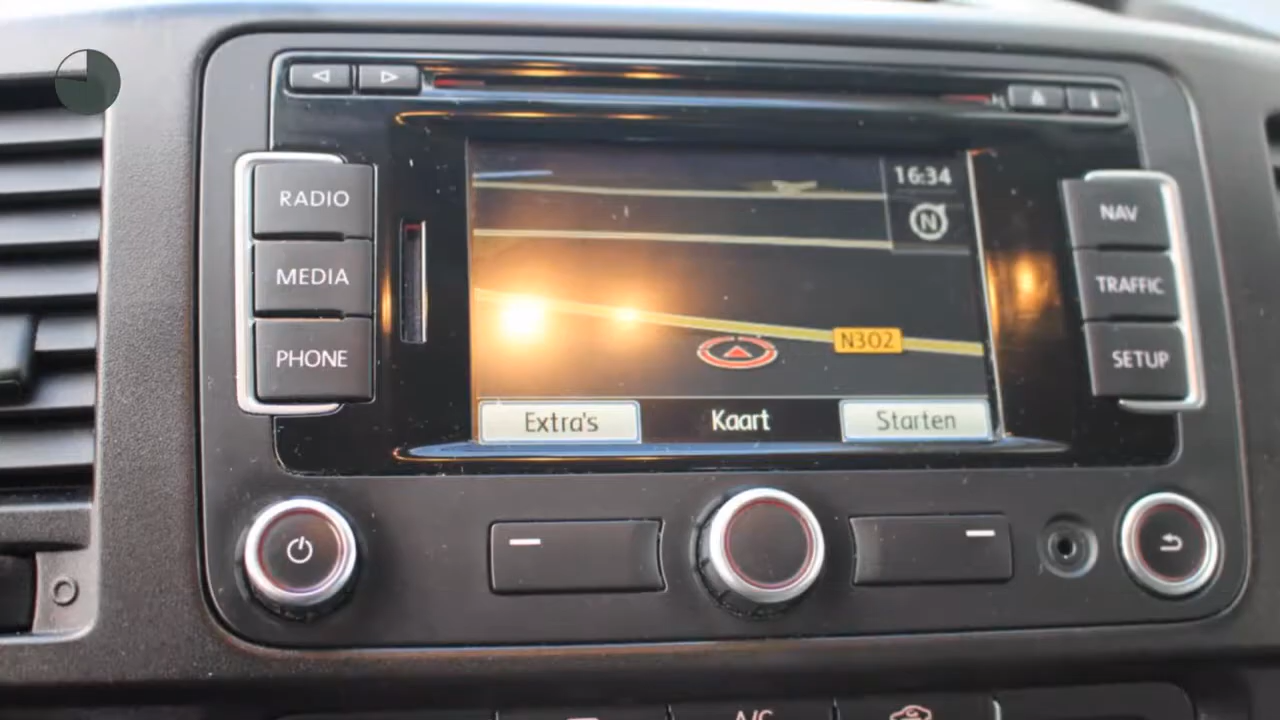 RADIO
MEDIA
PHONE
16:34
N
N302
Extra's
Kaart
Starten
NAV
TRAFFIC
SETUP
A/C